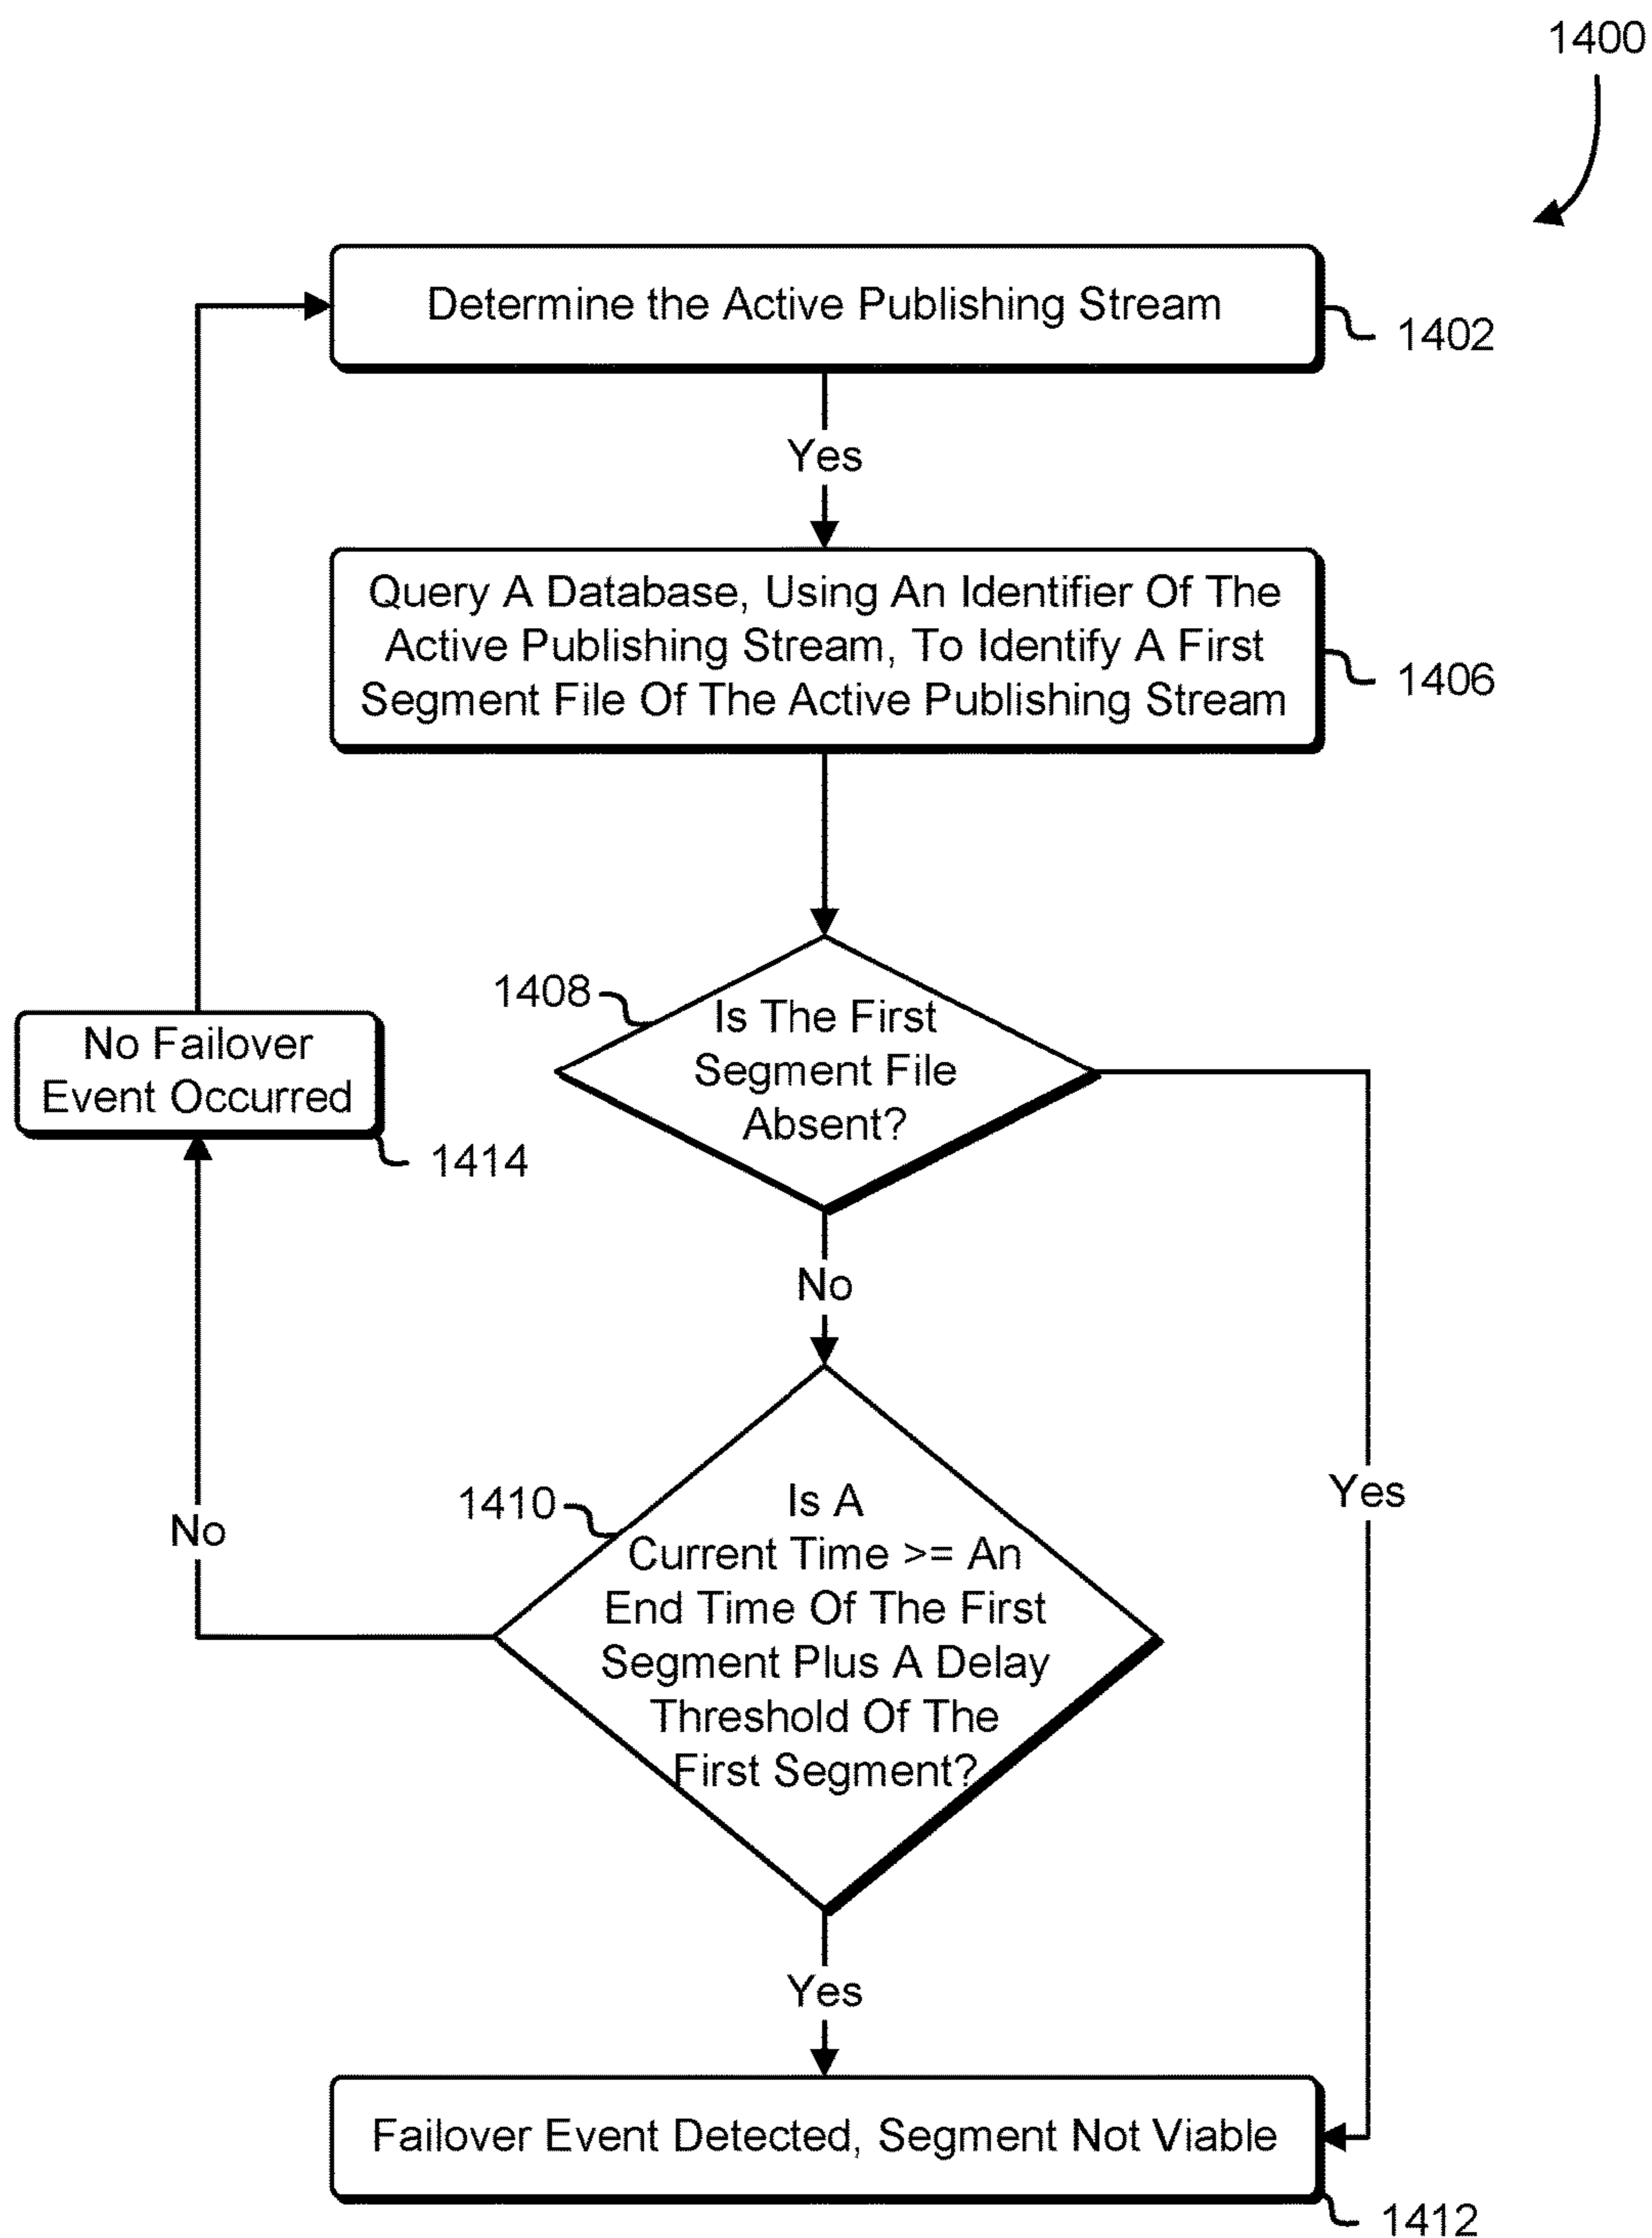 1400
Determine the Active Publishing Stream
1402
Yes
Query A Database, Using An Identifier Of The
Active Publishing Stream, To Identify A First
Segment File Of The Active Publishing Stream
1406
1408
Is The First
Segment File
Absent?
No Failover
Event Occurred
1414
No
Yes
1410
Is A
Current Time >= An
End Time Of The First
Segment Plus A Delay
Threshold Of The
First Segment?
No
Yes
Failover Event Detected, Segment Not Viable
1412